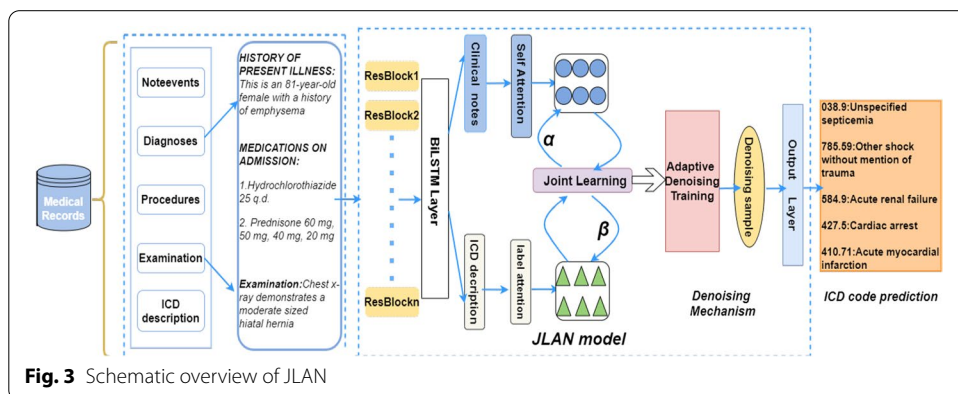 Medical
Records
Noteevents
Diagnoses
Procedures
Examination
ICD
description
HISTORY OF
PRESENT ILLNESS:
This is an 81-year-old
female with a history
of emphysema
MEDICATIONS ON
ADMISSION:
1.Hydrochlorothiazide
25 q.d.
2. Prednisone 60 mg,
50 mg, 40 mg, 20 mg
Examination:Chest x-
ray demonstrates a
moderate sized
hiatal hernia
ResBlock1
ResBlock2
ResBlockn
BiLSTM Layer
Clinical notes
Self Attention
ICD decription
label attention
α
Joint Learning
β
JLAN model
Adaptive
Denoising
Training
Denoising sample
Denoising
Mechanism
Output Layer
038.9:Unspecified
septicemia
785.59:Other shock
without mention of
trauma
584.9:Acute renal failure
427.5:Cardiac arrest
410.71:Acute myocardial
infarction
ICD code prediction
Fig. 3 Schematic overview of JLAN